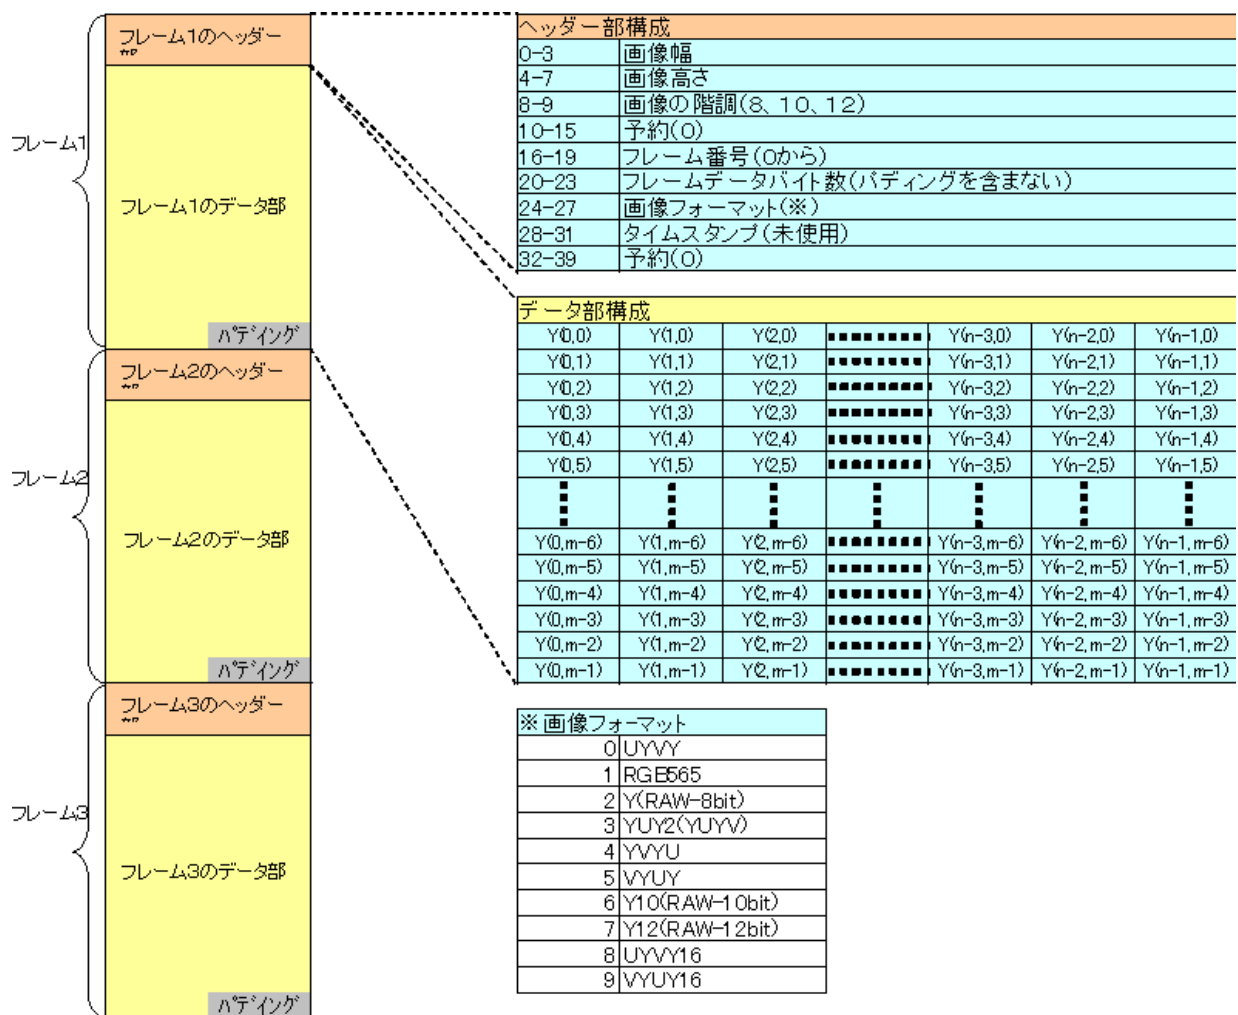 フレーム1
フレーム1のヘッダー
フレーム1のデータ部
パディング
フレーム2
フレーム2のヘッダー
フレーム2のデータ部
パディング
フレーム3
フレーム3のヘッダー
フレーム3のデータ部
パディング
ヘッダー部構成
0-3 画像幅
4-7 画像高さ
8-9 画像の階調(8、10、12)
10-15 予約(0)
16-19 フレーム番号(0から)
20-23 フレームデータバイト数(パディングを含まない)
24-27 画像フォーマット(※)
28-31 タイムスタンプ(未使用)
32-39 予約(0)
データ部構成
Y(0,0) Y(1,0) Y(2,0) Y(n-3,0) Y(n-2,0) Y(n-1,0)
Y(0,1) Y(1,1) Y(2,1) Y(n-3,1) Y(n-2,1) Y(n-1,1)
Y(0,2) Y(1,2) Y(2,2) Y(n-3,2) Y(n-2,2) Y(n-1,2)
Y(0,3) Y(1,3) Y(2,3) Y(n-3,3) Y(n-2,3) Y(n-1,3)
Y(0,4) Y(1,4) Y(2,4) Y(n-3,4) Y(n-2,4) Y(n-1,4)
Y(0,5) Y(1,5) Y(2,5) Y(n-3,5) Y(n-2,5) Y(n-1,5)
Y(0,m-6) Y(1,m-6) Y(2,m-6) Y(n-3,m-6) Y(n-2,m-6) Y(n-1,m-6)
Y(0,m-5) Y(1,m-5) Y(2,m-5) Y(n-3,m-5) Y(n-2,m-5) Y(n-1,m-5)
Y(0,m-4) Y(1,m-4) Y(2,m-4) Y(n-3,m-4) Y(n-2,m-4) Y(n-1,m-4)
Y(0,m-3) Y(1,m-3) Y(2,m-3) Y(n-3,m-3) Y(n-2,m-3) Y(n-1,m-3)
Y(0,m-2) Y(1,m-2) Y(2,m-2) Y(n-3,m-2) Y(n-2,m-2) Y(n-1,m-2)
Y(0,m-1) Y(1,m-1) Y(2,m-1) Y(n-3,m-1) Y(n-2,m-1) Y(n-1,m-1)
※画像フォーマット
0 UYVY
1 RGB565
2 Y(RAW-8bit)
3 YUY2(YUYV)
4 YVYU
5 VYUY
6 Y10(RAW-10bit)
7 Y12(RAW-12bit)
8 UYVY16
9 VYUY16